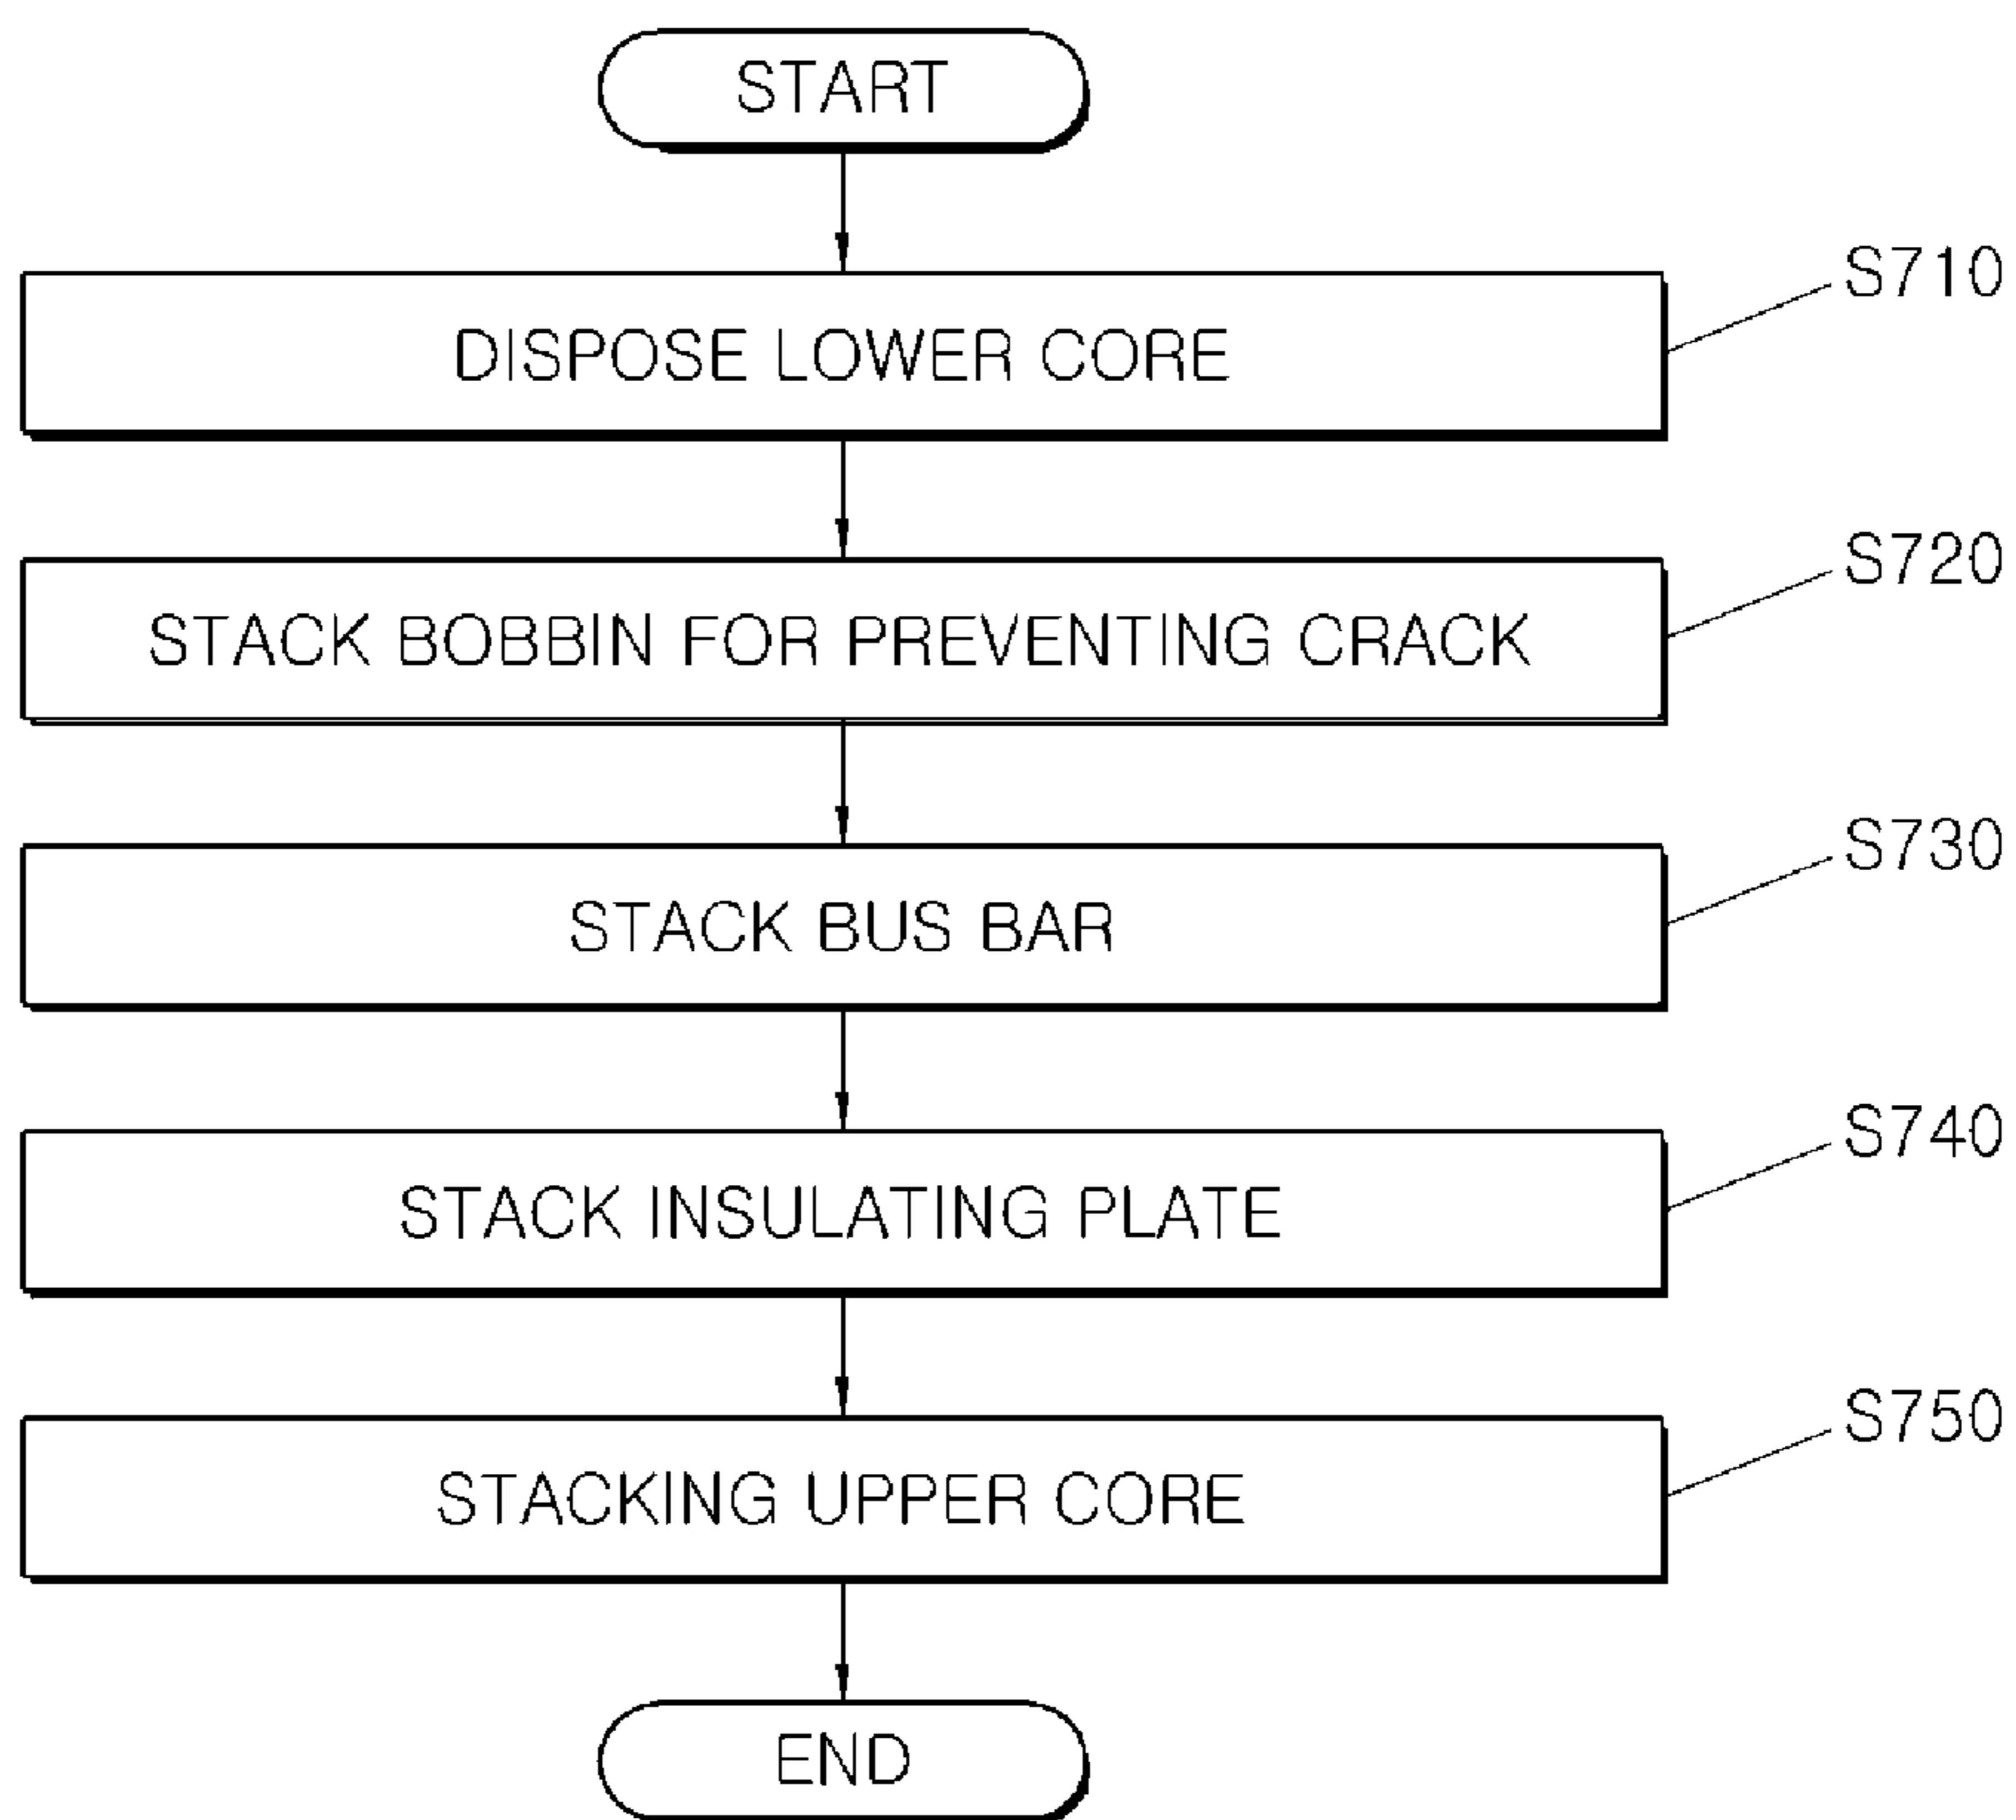 START
DISPOSE LOWER CORE
S710
STACK BOBBIN FOR PREVENTING CRACK
S720
STACK BUS BAR
S730
STACK INSULATING PLATE
S740
STACKING UPPER CORE
S750
END